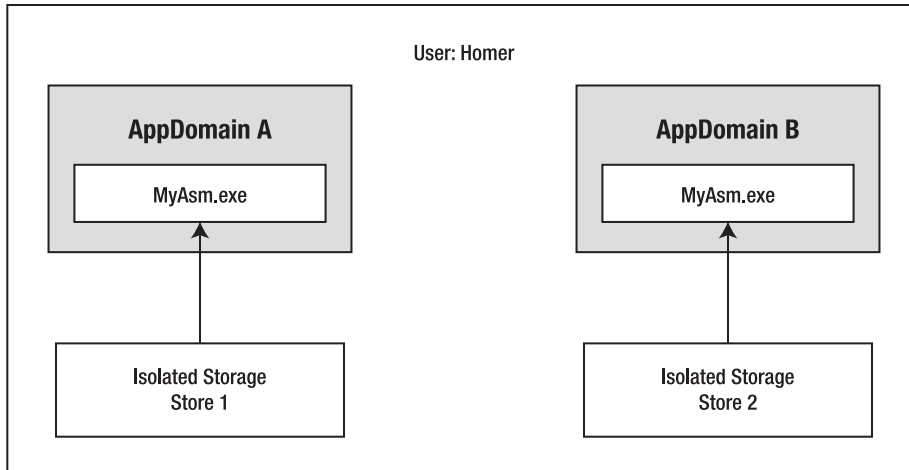 User: Homer
AppDomain A
MyAsm.exe
Isolated Storage
Store 1
AppDomain B
MyAsm.exe
Isolated Storage
Store 2